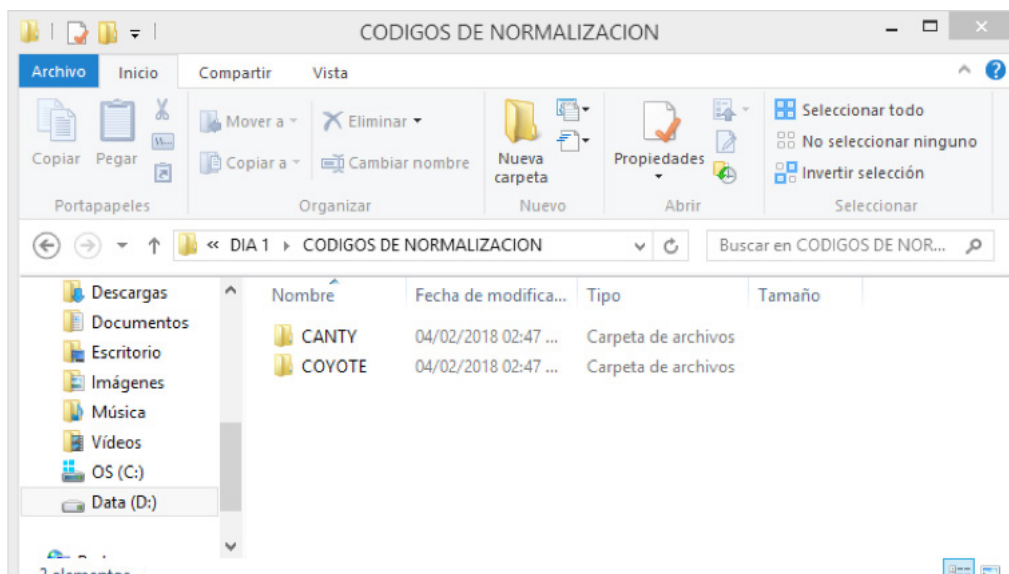 CODIGOS DE NORMALIZACION
Archivo Inicio Compartir Vista
Copiar Pegar
W...
Portapapeles
Mover a
Copiar a
Eliminar
Cambiar nombre
Organizar
Nueva
carpeta
Nuevo
Propiedades
Abrir
Seleccionar todo
No seleccionar ninguno
Invertir selección
Seleccionar
« DIA 1 CODIGOS DE NORMALIZACION
Buscar en CODIGOS DE NOR...
Descargas
Documentos
Escritorio
Imágenes
Música
Vídeos
OS (C:)
Data (D:)
Nombre Fecha de modifica... Tipo Tamaño
CANTY 04/02/2018 02:47 ... Carpeta de archivos
COYOTE 04/02/2018 02:47 ... Carpeta de archivos
2 elementos